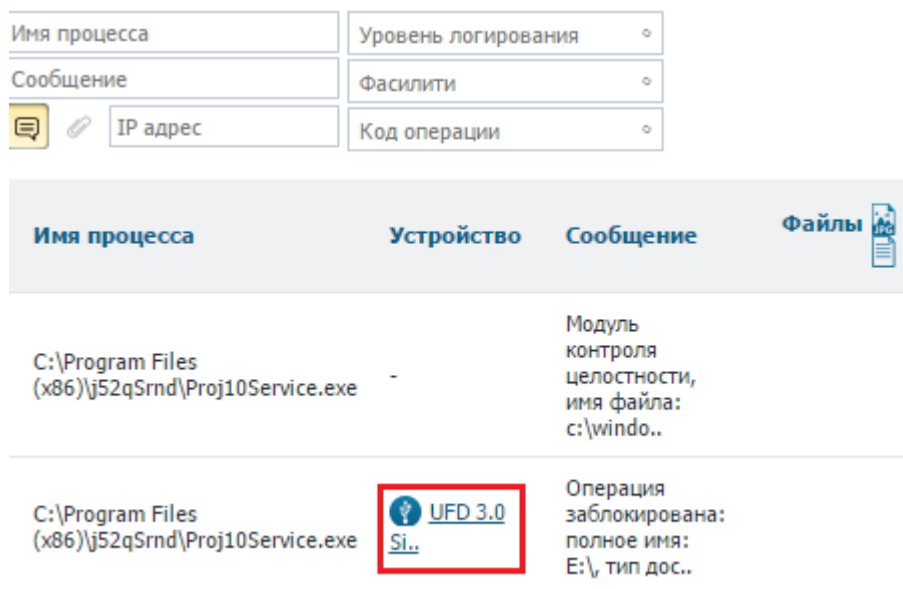 Имя процесса
Уровень логирования
Сообщение
Фасилити
IP адрес
Код операции
Имя процесса
Устройство
Сообщение
Файлы
JPG
C:\Program Files
(x86)\j52qSrnd\Proj10Service.exe
-
Модуль
контроля
целостности,
имя файла:
c:\windo..
C:\Program Files
(x86)\j52qSrnd\Proj10Service.exe
UFD 3.0
Si..
Операция
заблокирована:
полное имя:
E:\, тип дос..